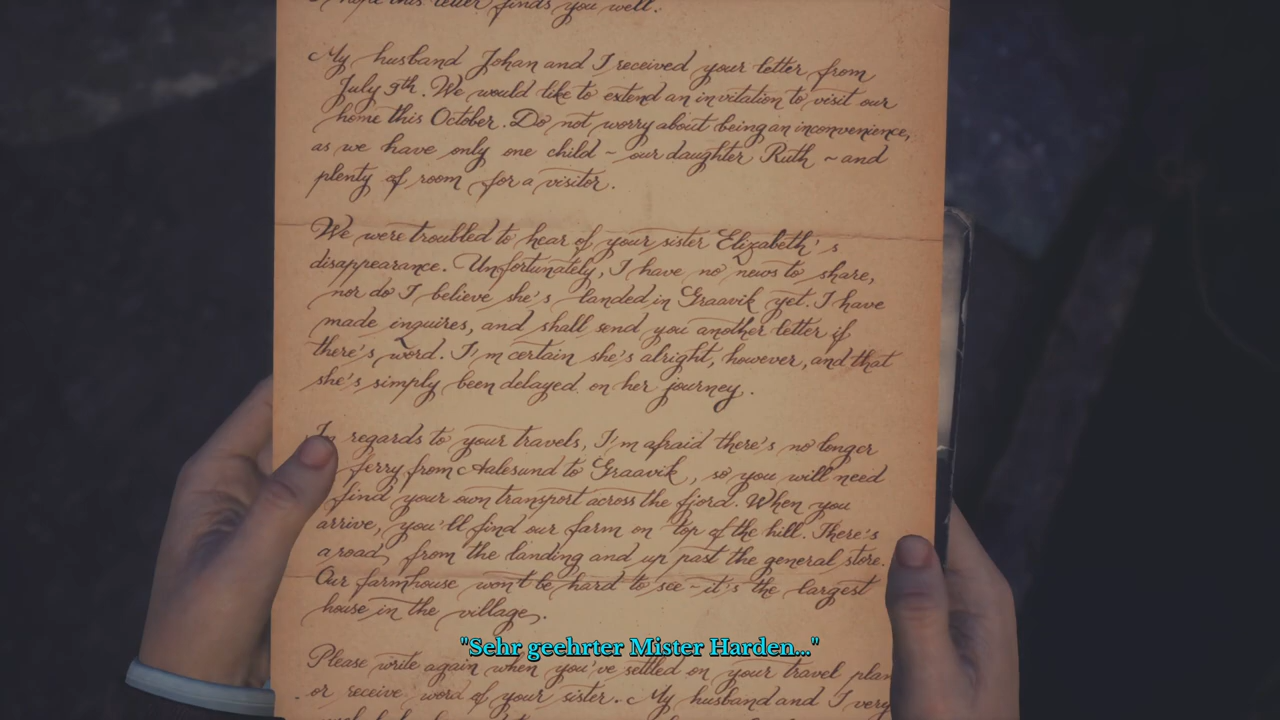 I hope this letter finds you well.
My husband Johan and I received your letter from
July 9th. We would like to extend an invitation to visit our
home this October. Do not worry about being an inconvenience,
as we have only one child ~ our daughter Ruth ~ and
plenty of room for a visitor.
We were troubled to hear of your sister Elizabeth's
disappearance. Unfortunately, I have no news to share,
nor do I believe she's landed in Graavik yet. I have
made inquires, and shall send you another letter if
there's word. I'm certain she's alright, however, and that
she's simply been delayed on her journey.
In regards to your travels, I'm afraid there's no longer
ferry from Aalesund to Graavik, so you will need
find your own transport across the fjord. When you
arrive, you'll find our farm on top of the hill. There's
a road from the landing and up past the general store.
Our farmhouse won't be hard to see ~ it's the largest
house in the village.
"Sehr geehrter Mister Harden..."
Please write again when you've settled on your travel plan
or receive word of your sister. My husband and I very